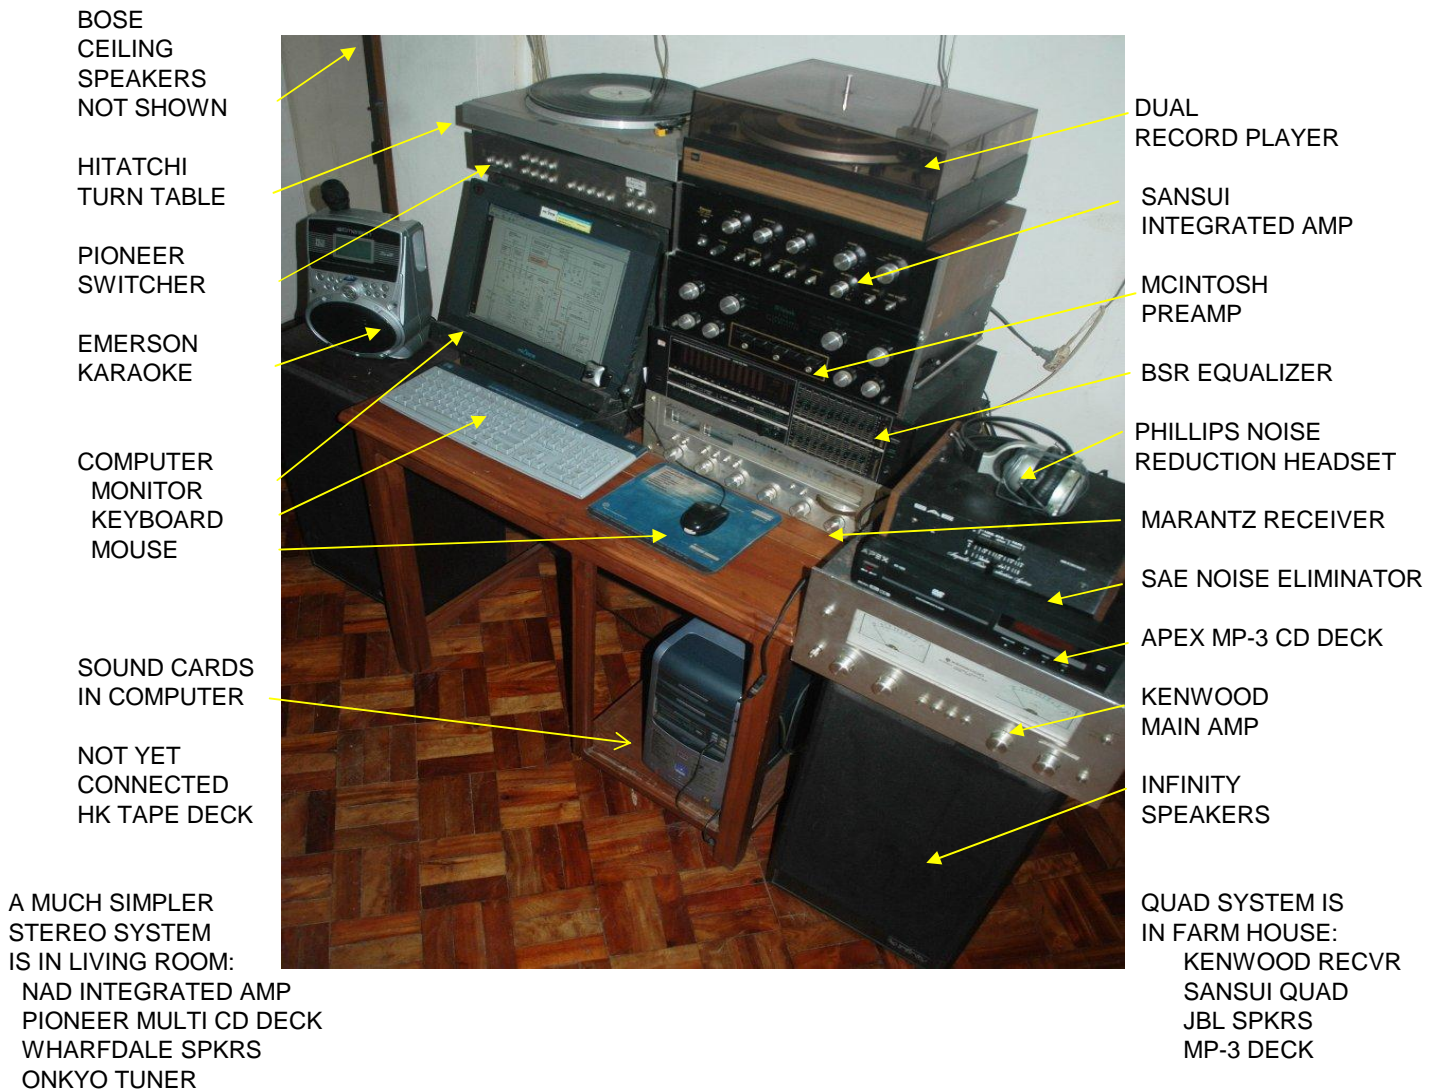 BOSE
CEILING
SPEAKERS
NOT SHOWN
HITATCHI
TURN TABLE
PIONEER
SWITCHER
EMERSON
KARAOKE
COMPUTER
MONITOR
KEYBOARD
MOUSE
SOUND CARDS
IN COMPUTER
NOT YET
CONNECTED
HK TAPE DECK
A MUCH SIMPLER
STEREO SYSTEM
IS IN LIVING ROOM:
NAD INTEGRATED AMP
PIONEER MULTI CD DECK
WHARFDALE SPKRS
ONKYO TUNER
SAE
APEX
DUAL
RECORD PLAYER
SANSUI
INTEGRATED AMP
MCINTOSH
PREAMP
BSR EQUALIZER
PHILLIPS NOISE
REDUCTION HEADSET
MARANTZ RECEIVER
SAE NOISE ELIMINATOR
APEX MP-3 CD DECK
KENWOOD
MAIN AMP
INFINITY
SPEAKERS
QUAD SYSTEM IS
IN FARM HOUSE:
KENWOOD RECVR
SANSUI QUAD
JBL SPKRS
MP-3 DECK